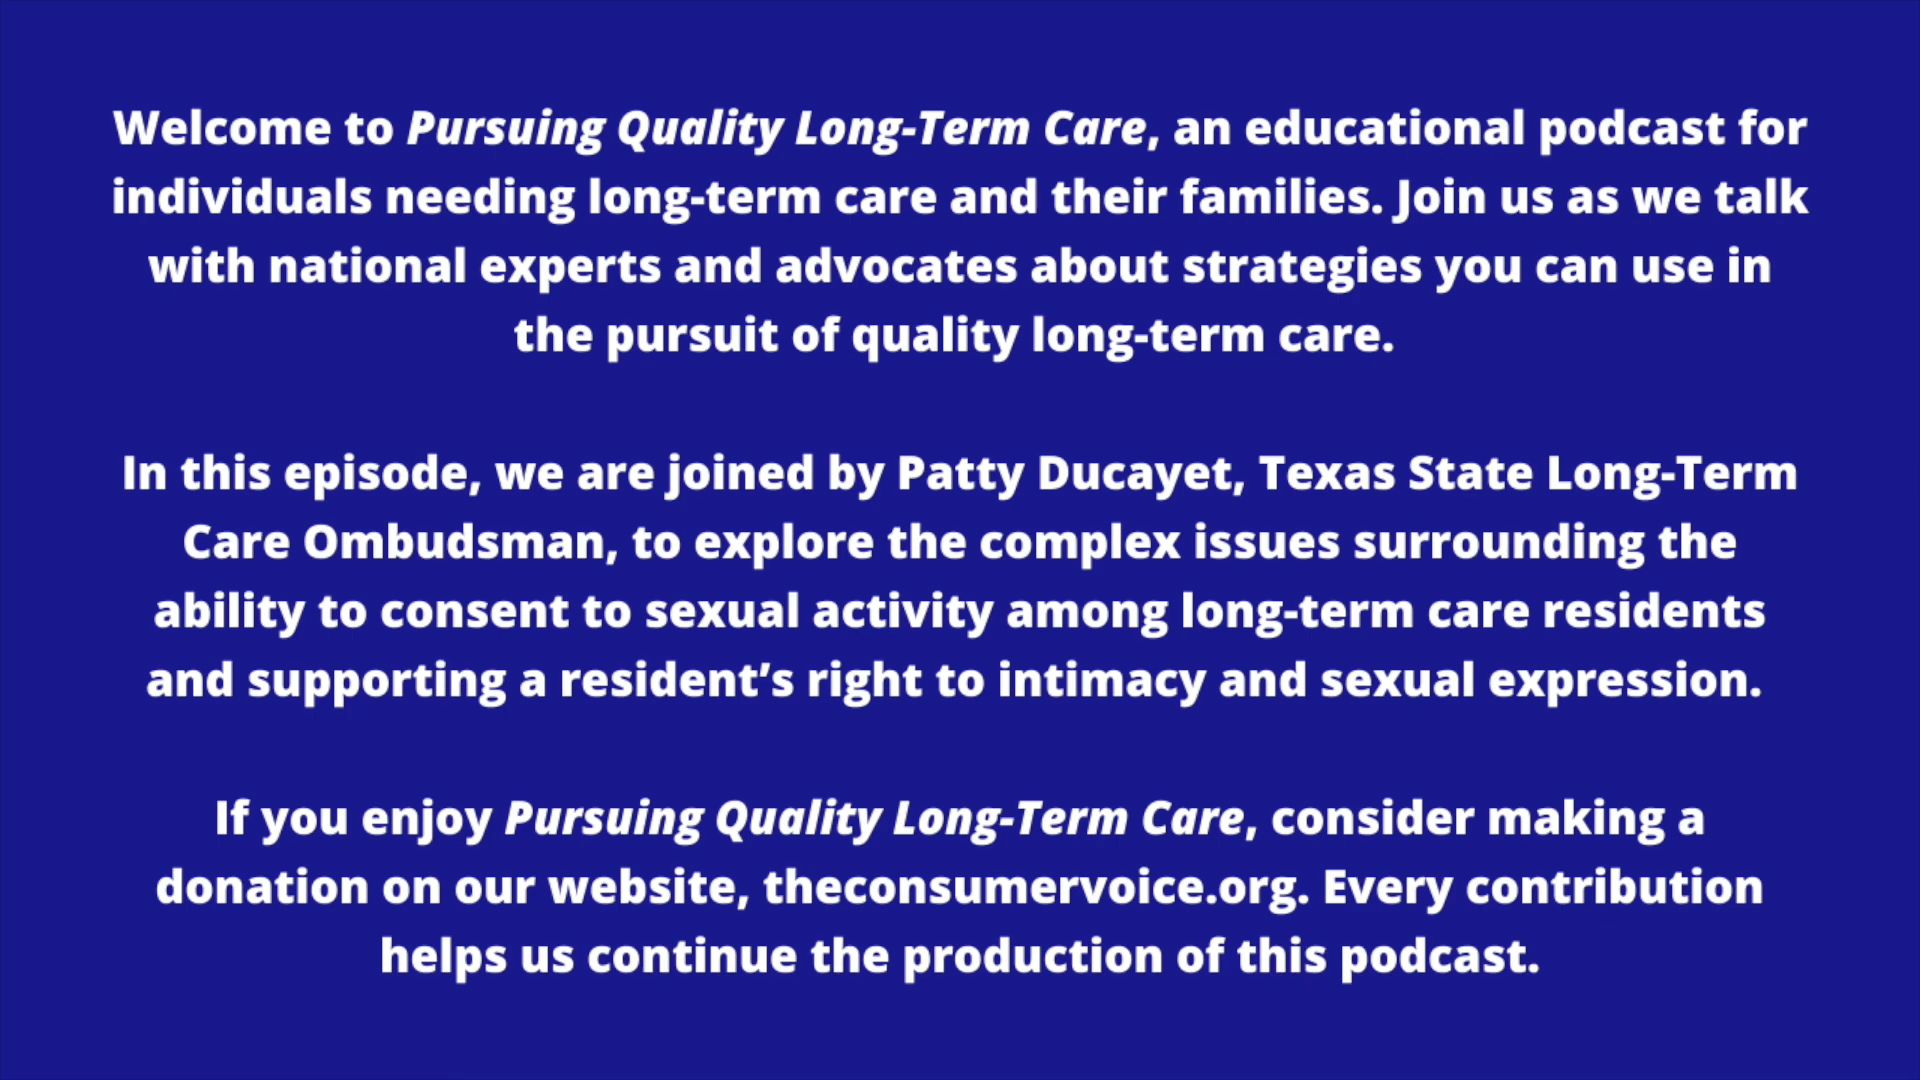 Welcome to Pursuing Quality Long-Term Care, an educational podcast for
individuals needing long-term care and their families. Join us as we talk
with national experts and advocates about strategies you can use in
the pursuit of quality long-term care.
In this episode, we are joined by Patty Ducayet, Texas State Long-Term
Care Ombudsman, to explore the complex issues surrounding the
ability to consent to sexual activity among long-term care residents
and supporting a resident’s right to intimacy and sexual expression.
If you enjoy Pursuing Quality Long-Term Care, consider making a
donation on our website, theconsumervoice.org. Every contribution
helps us continue the production of this podcast.